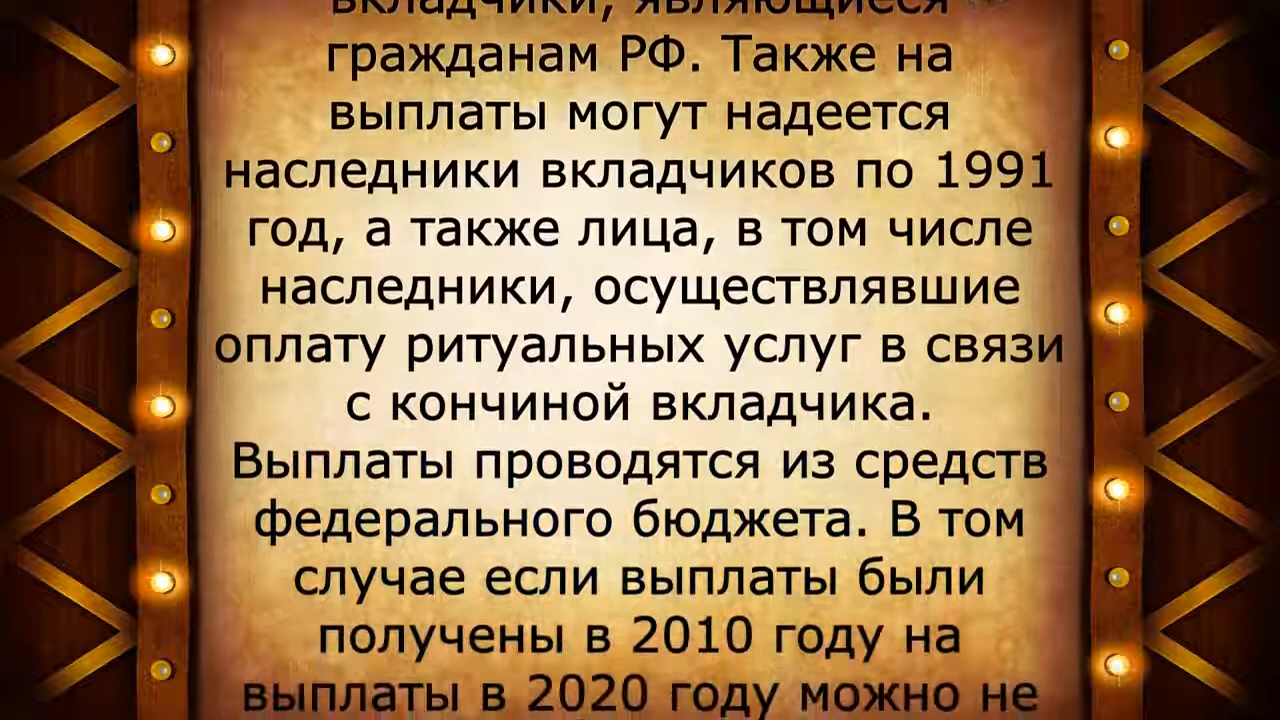 вкладчики, являющиеся
гражданам РФ. Также на
выплаты могут надеется
наследники вкладчиков по 1991
год, а также лица, в том числе
наследники, осуществлявшие
оплату ритуальных услуг в связи
с кончиной вкладчика.
Выплаты проводятся из средств
федерального бюджета. В том
случае если выплаты были
получены в 2010 году на
выплаты в 2020 году можно не